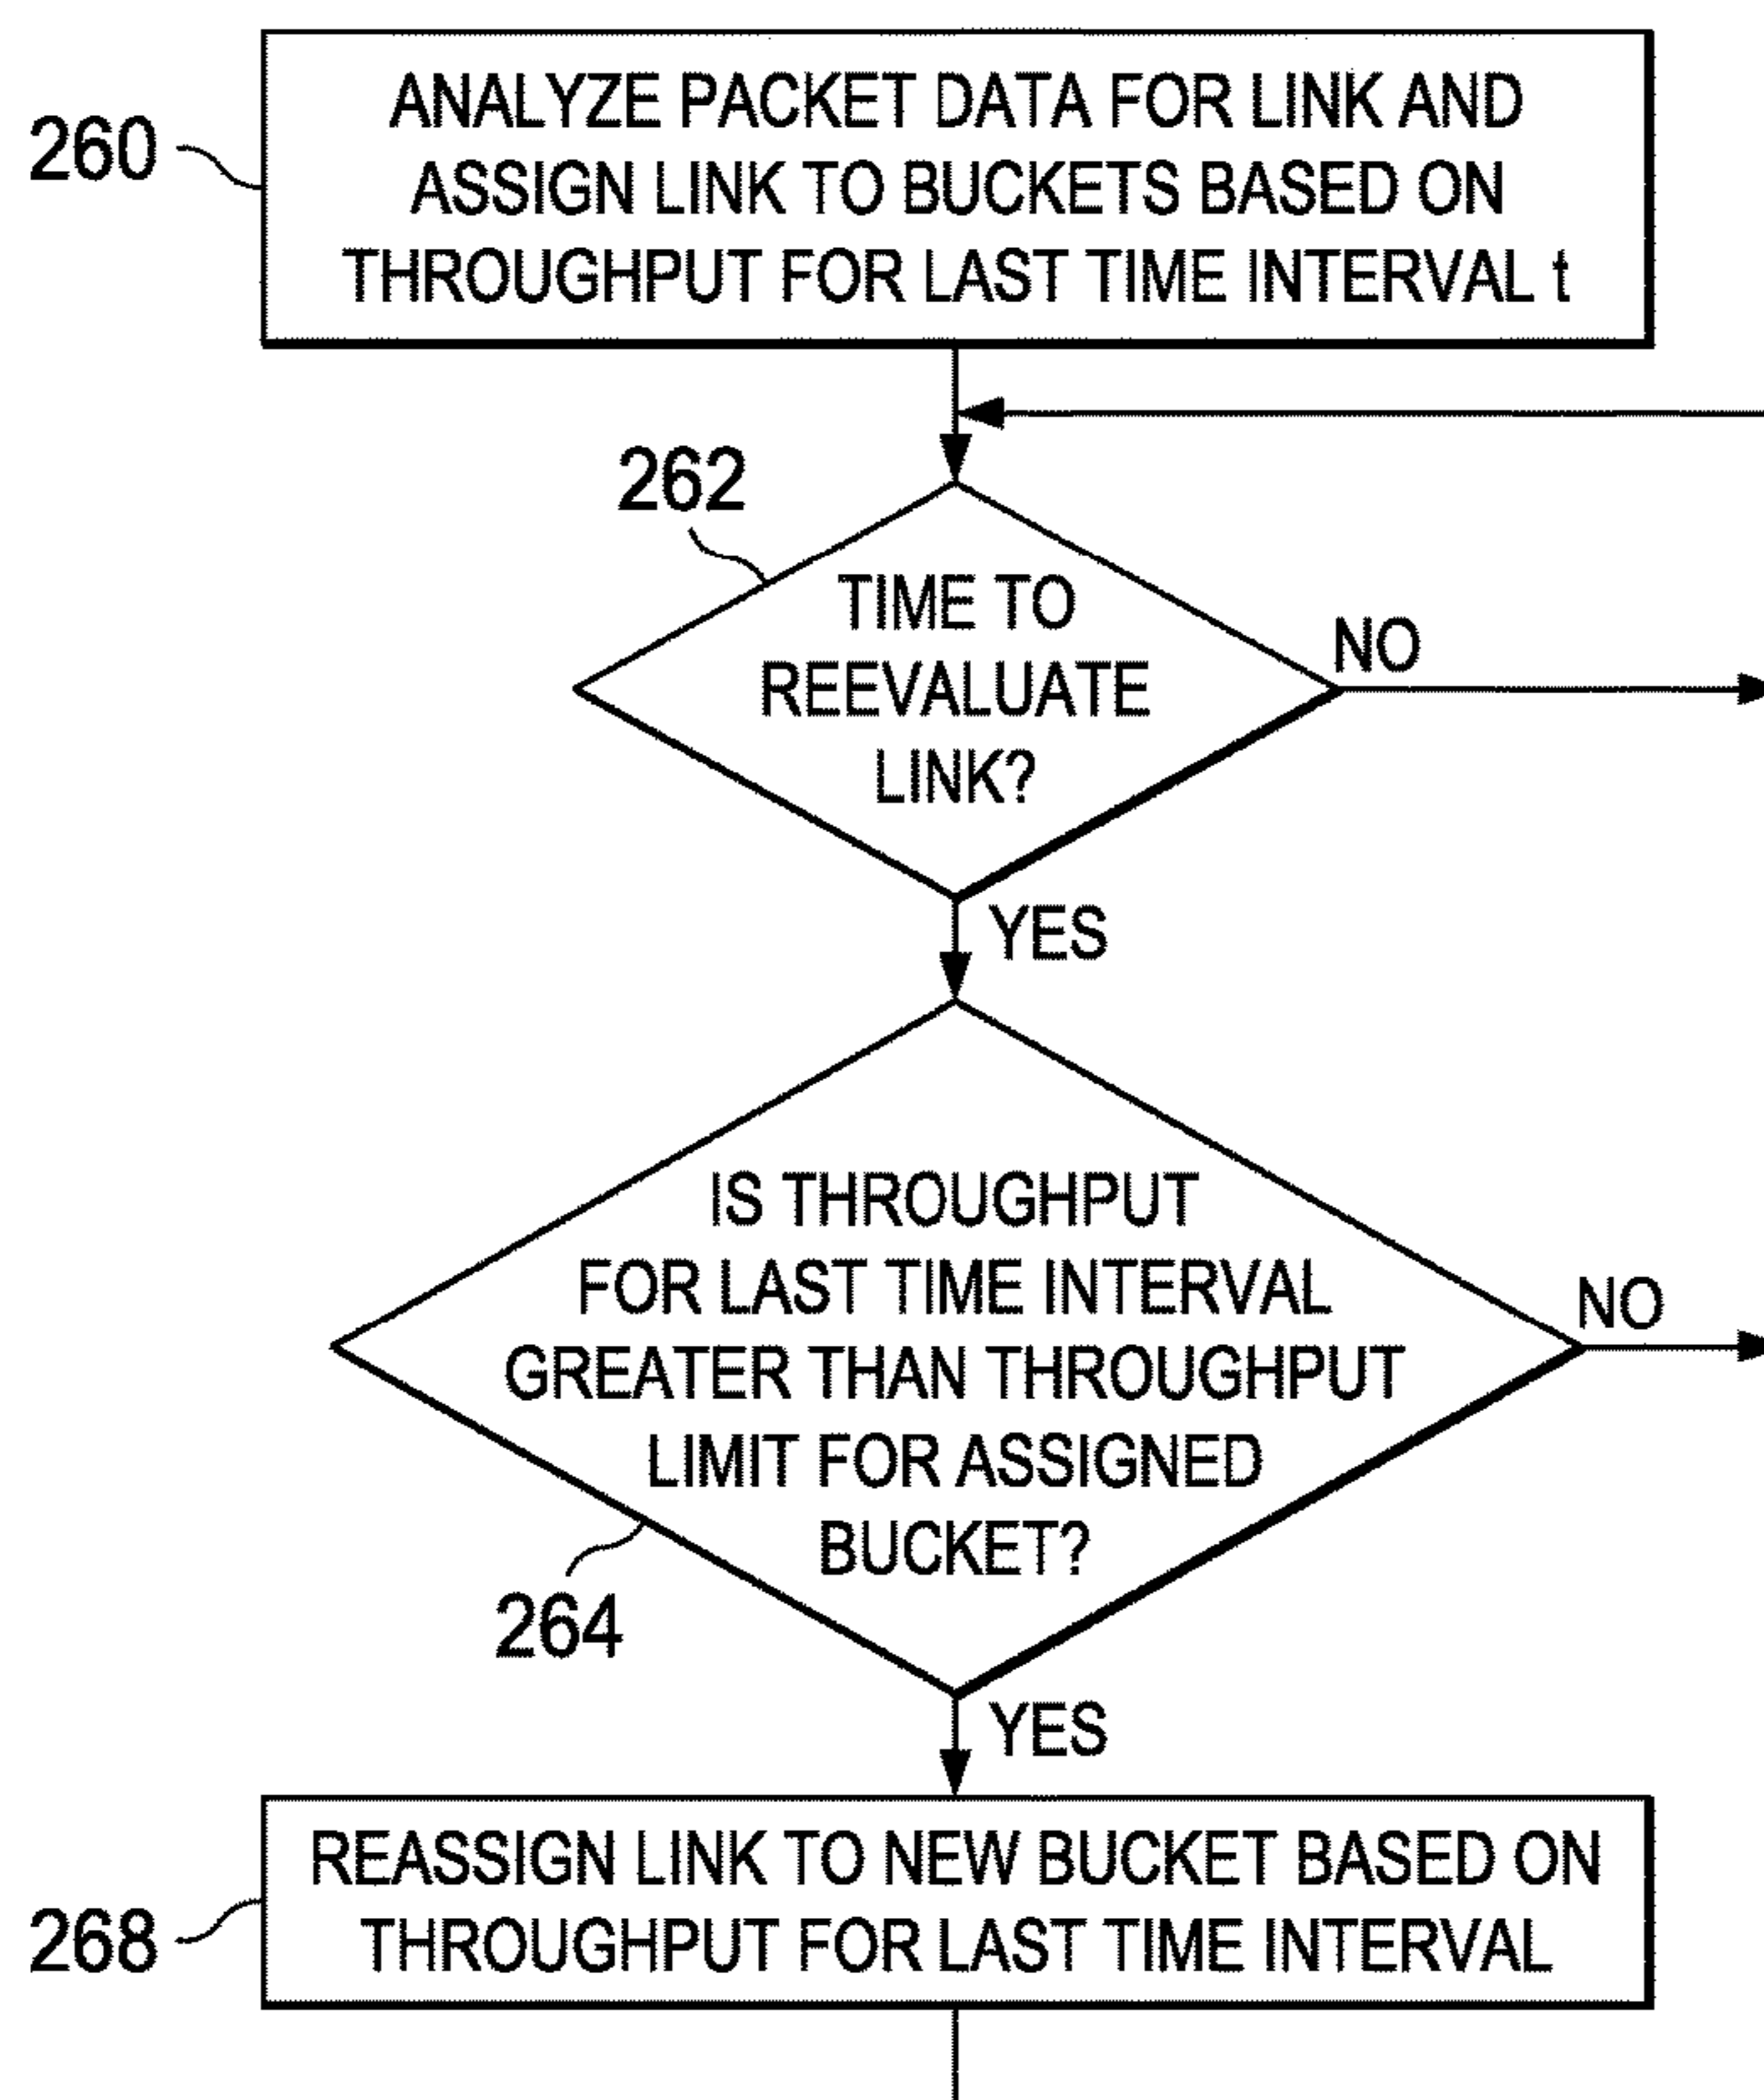 260
ANALYZE PACKET DATA FOR LINK AND
ASSIGN LINK TO BUCKETS BASED ON
THROUGHPUT FOR LAST TIME INTERVAL t
262
TIME TO
REEVALUATE
LINK?
NO
YES
IS THROUGHPUT
FOR LAST TIME INTERVAL
GREATER THAN THROUGHPUT
LIMIT FOR ASSIGNED
BUCKET?
NO
264
YES
268
REASSIGN LINK TO NEW BUCKET BASED ON
THROUGHPUT FOR LAST TIME INTERVAL